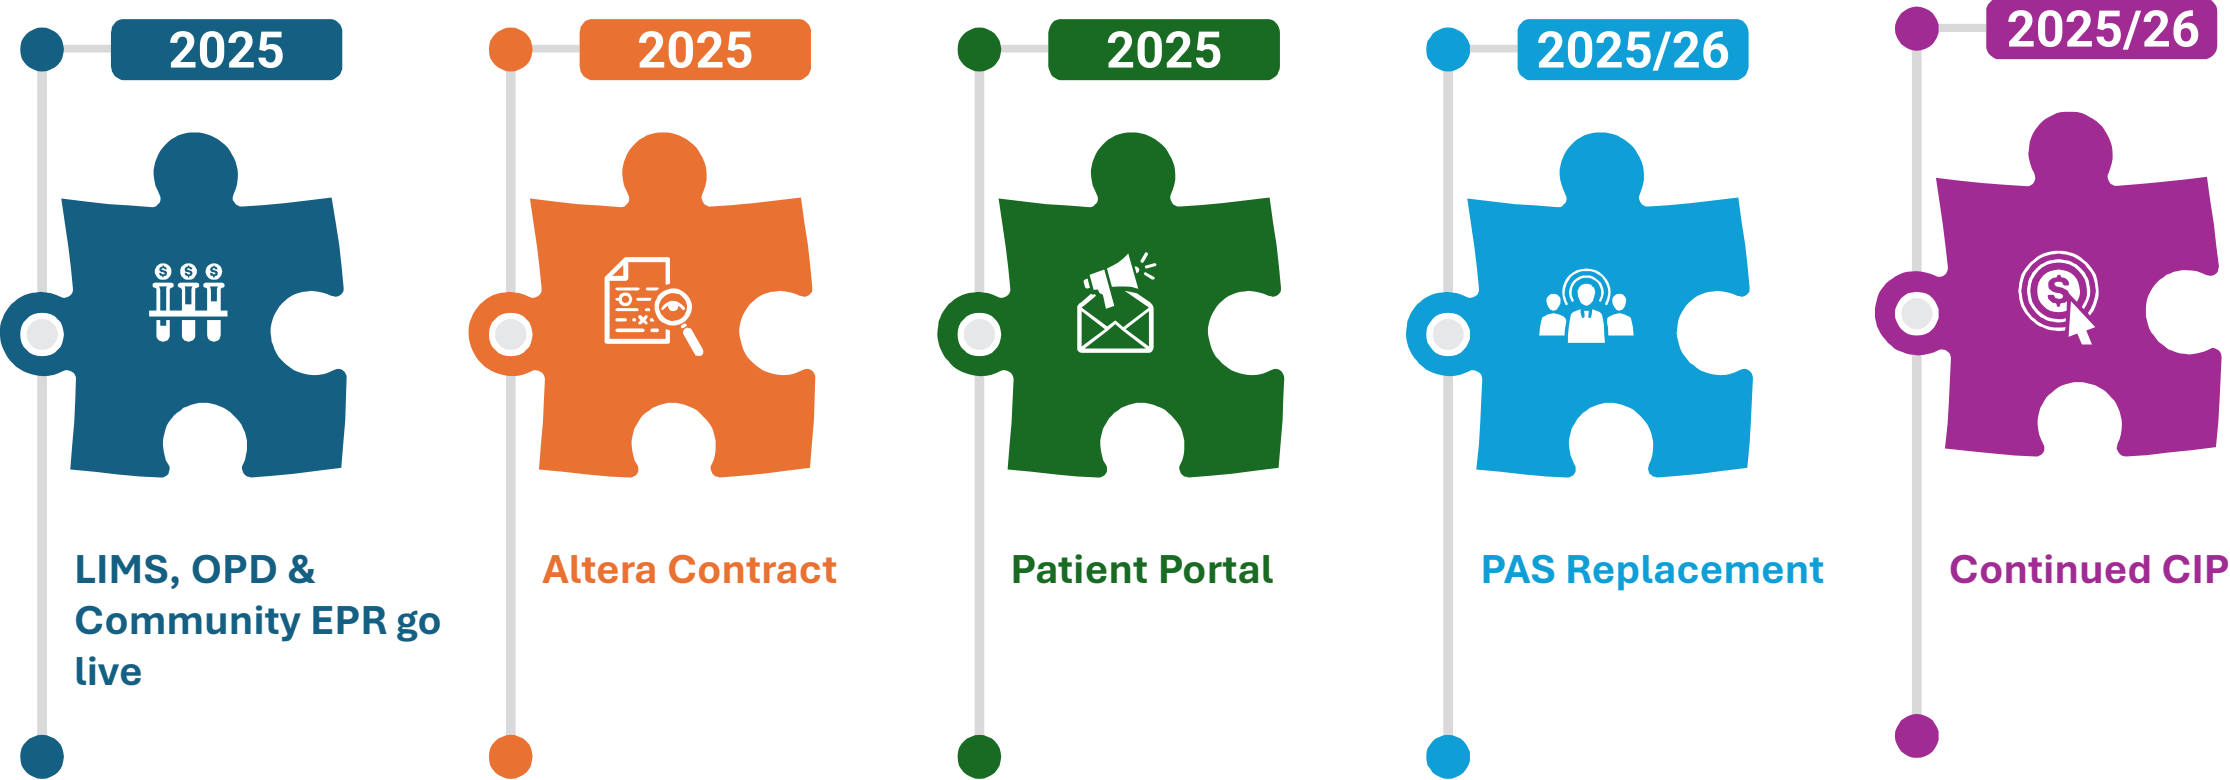 2025
2025
2025
2025/26
2025/26
$ $ $
$
LIMS, OPD &
Community EPR go
live
Altera Contract
Patient Portal
PAS Replacement
Continued CIP